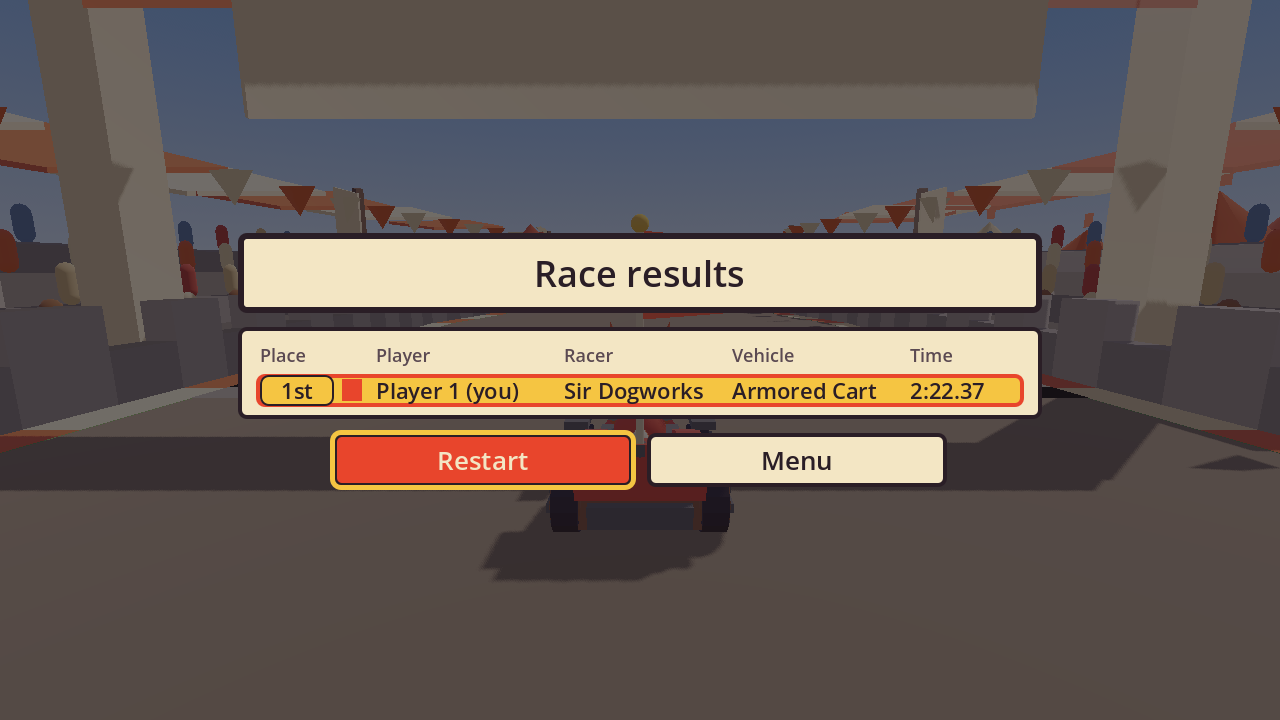 Race results
Place Player Racer Vehicle Time
1st Player 1 (you) Sir Dogworks Armored Cart 2:22.37
Restart Menu